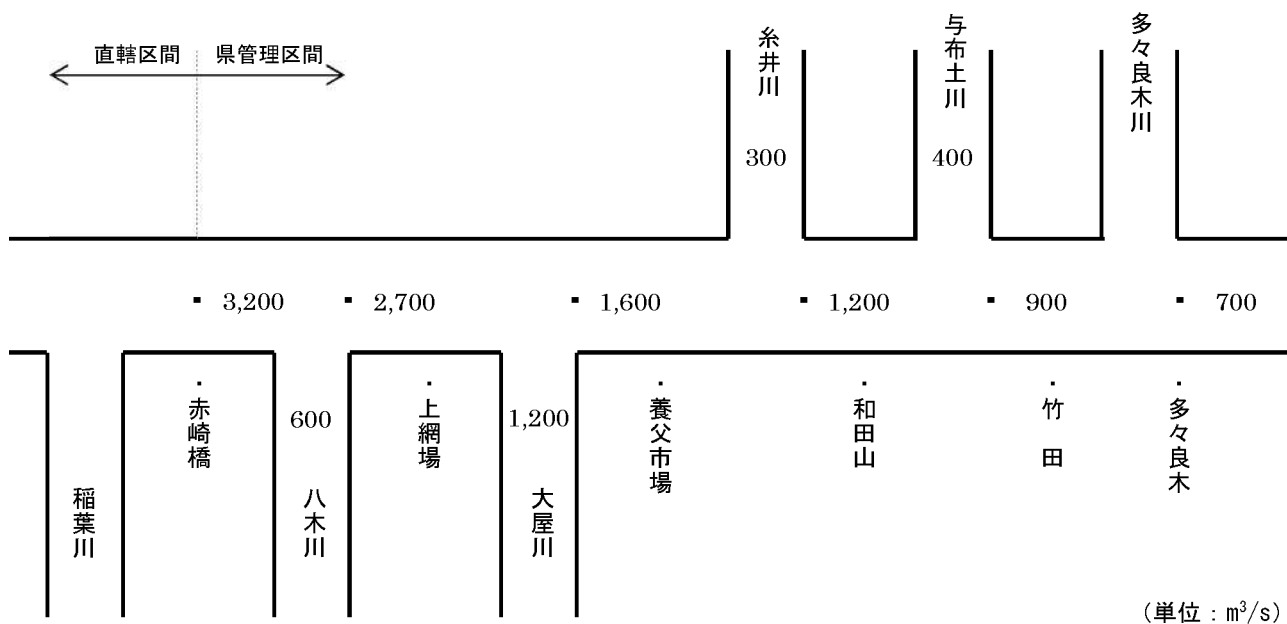 直轄区間 県管理区間
糸井川
与布土川
多々良木川
300
400
3,200
2,700
1,600
1,200
900
700
赤崎橋
600
上網場
1,200
養父市場
和田山
竹田
多々良木
稲葉川
八木川
大屋川
(単位：m³/s)